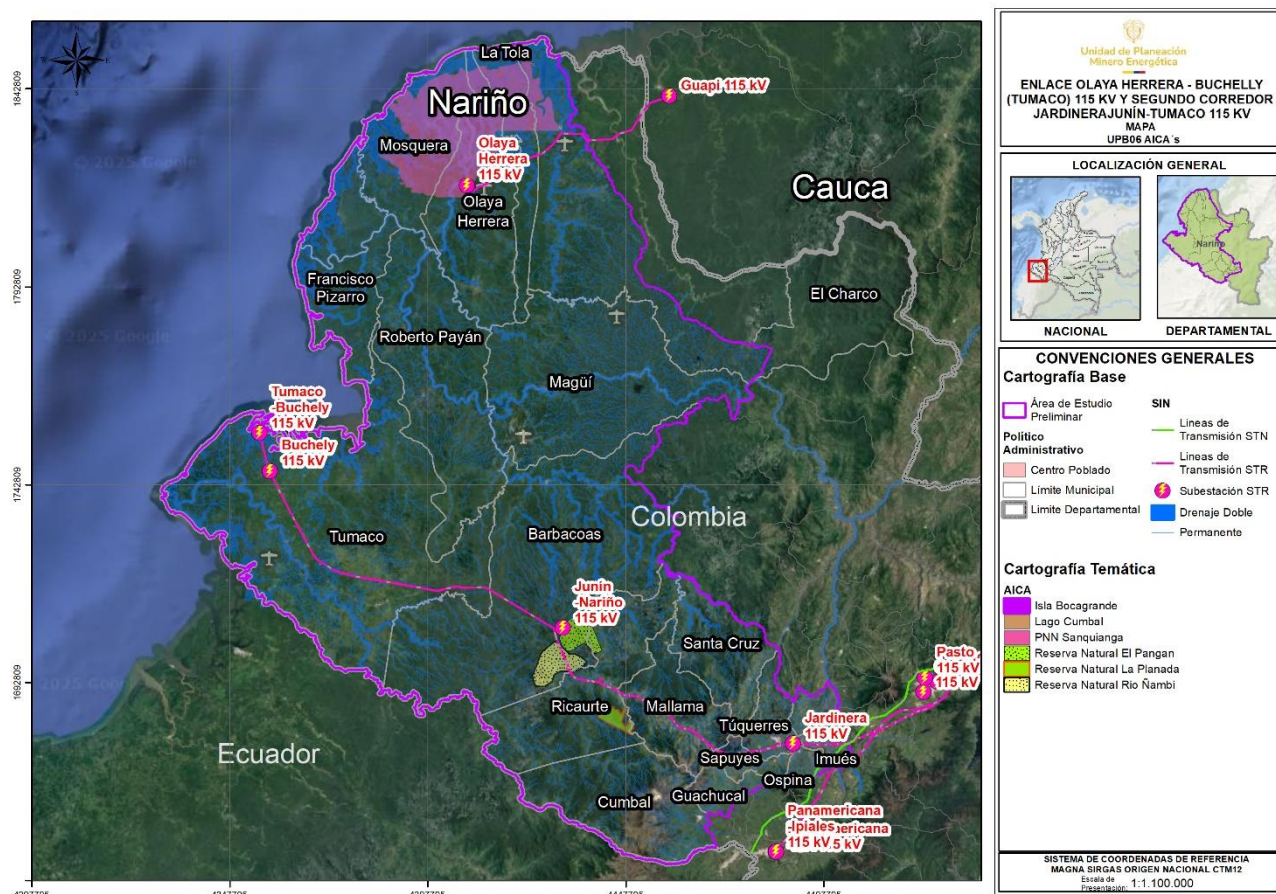 La Tola
Nariño
Guapi 115 kV
Mosquera
Olaya
Herrera
115 kV
Olaya
Herrera
Cauca
© 2025 Google
Francisco
Pizarro
El Charco
Roberto Payán
Magüí
Tumaco
-Buchely
115 kV
Buchely
115 kV
Colombia
Tumaco
Barbacoas
Junín
-Nariño
115 kV
Santa Cruz
Pasto
115 kV
115 kV
Ricaurte
Mallama
Túquerres
Jardinera
115 kV
Sapuyes
Imués
Ospina
Ecuador
Cumbal
Guachucal
Panamericana
-Ipiales
115 kV
1842809
1792809
1742809
1692809
W
E
S
Unidad de Planeación
Minero Energética
ENLACE OLAYA HERRERA - BUCHELLY
(TUMACO) 115 KV Y SEGUNDO CORREDOR
JARDINERAJUNÍN-TUMACO 115 KV
MAPA
UPB06 AICA´s
LOCALIZACIÓN GENERAL
Nariño
NACIONAL
DEPARTAMENTAL
CONVENCIONES GENERALES
Cartografía Base
Área de Estudio
Preliminar
Politico
Administrativo
Centro Poblado
Límite Municipal
Limite Departamental
SIN
Lineas de
Transmisión STN
Lineas de
Transmisión STR
Subestación STR
Drenaje Doble
Permanente
Cartografía Temática
AICA
Isla Bocagrande
Lago Cumbal
PNN Sanquianga
Reserva Natural El Pangan
Reserva Natural La Planada
Reserva Natural Rio Ñambi
SISTEMA DE COORDENADAS DE REFERENCIA
MAGNA SIRGAS ORIGEN NACIONAL CTM12
Escala de
Presentación: 1:1.100.000